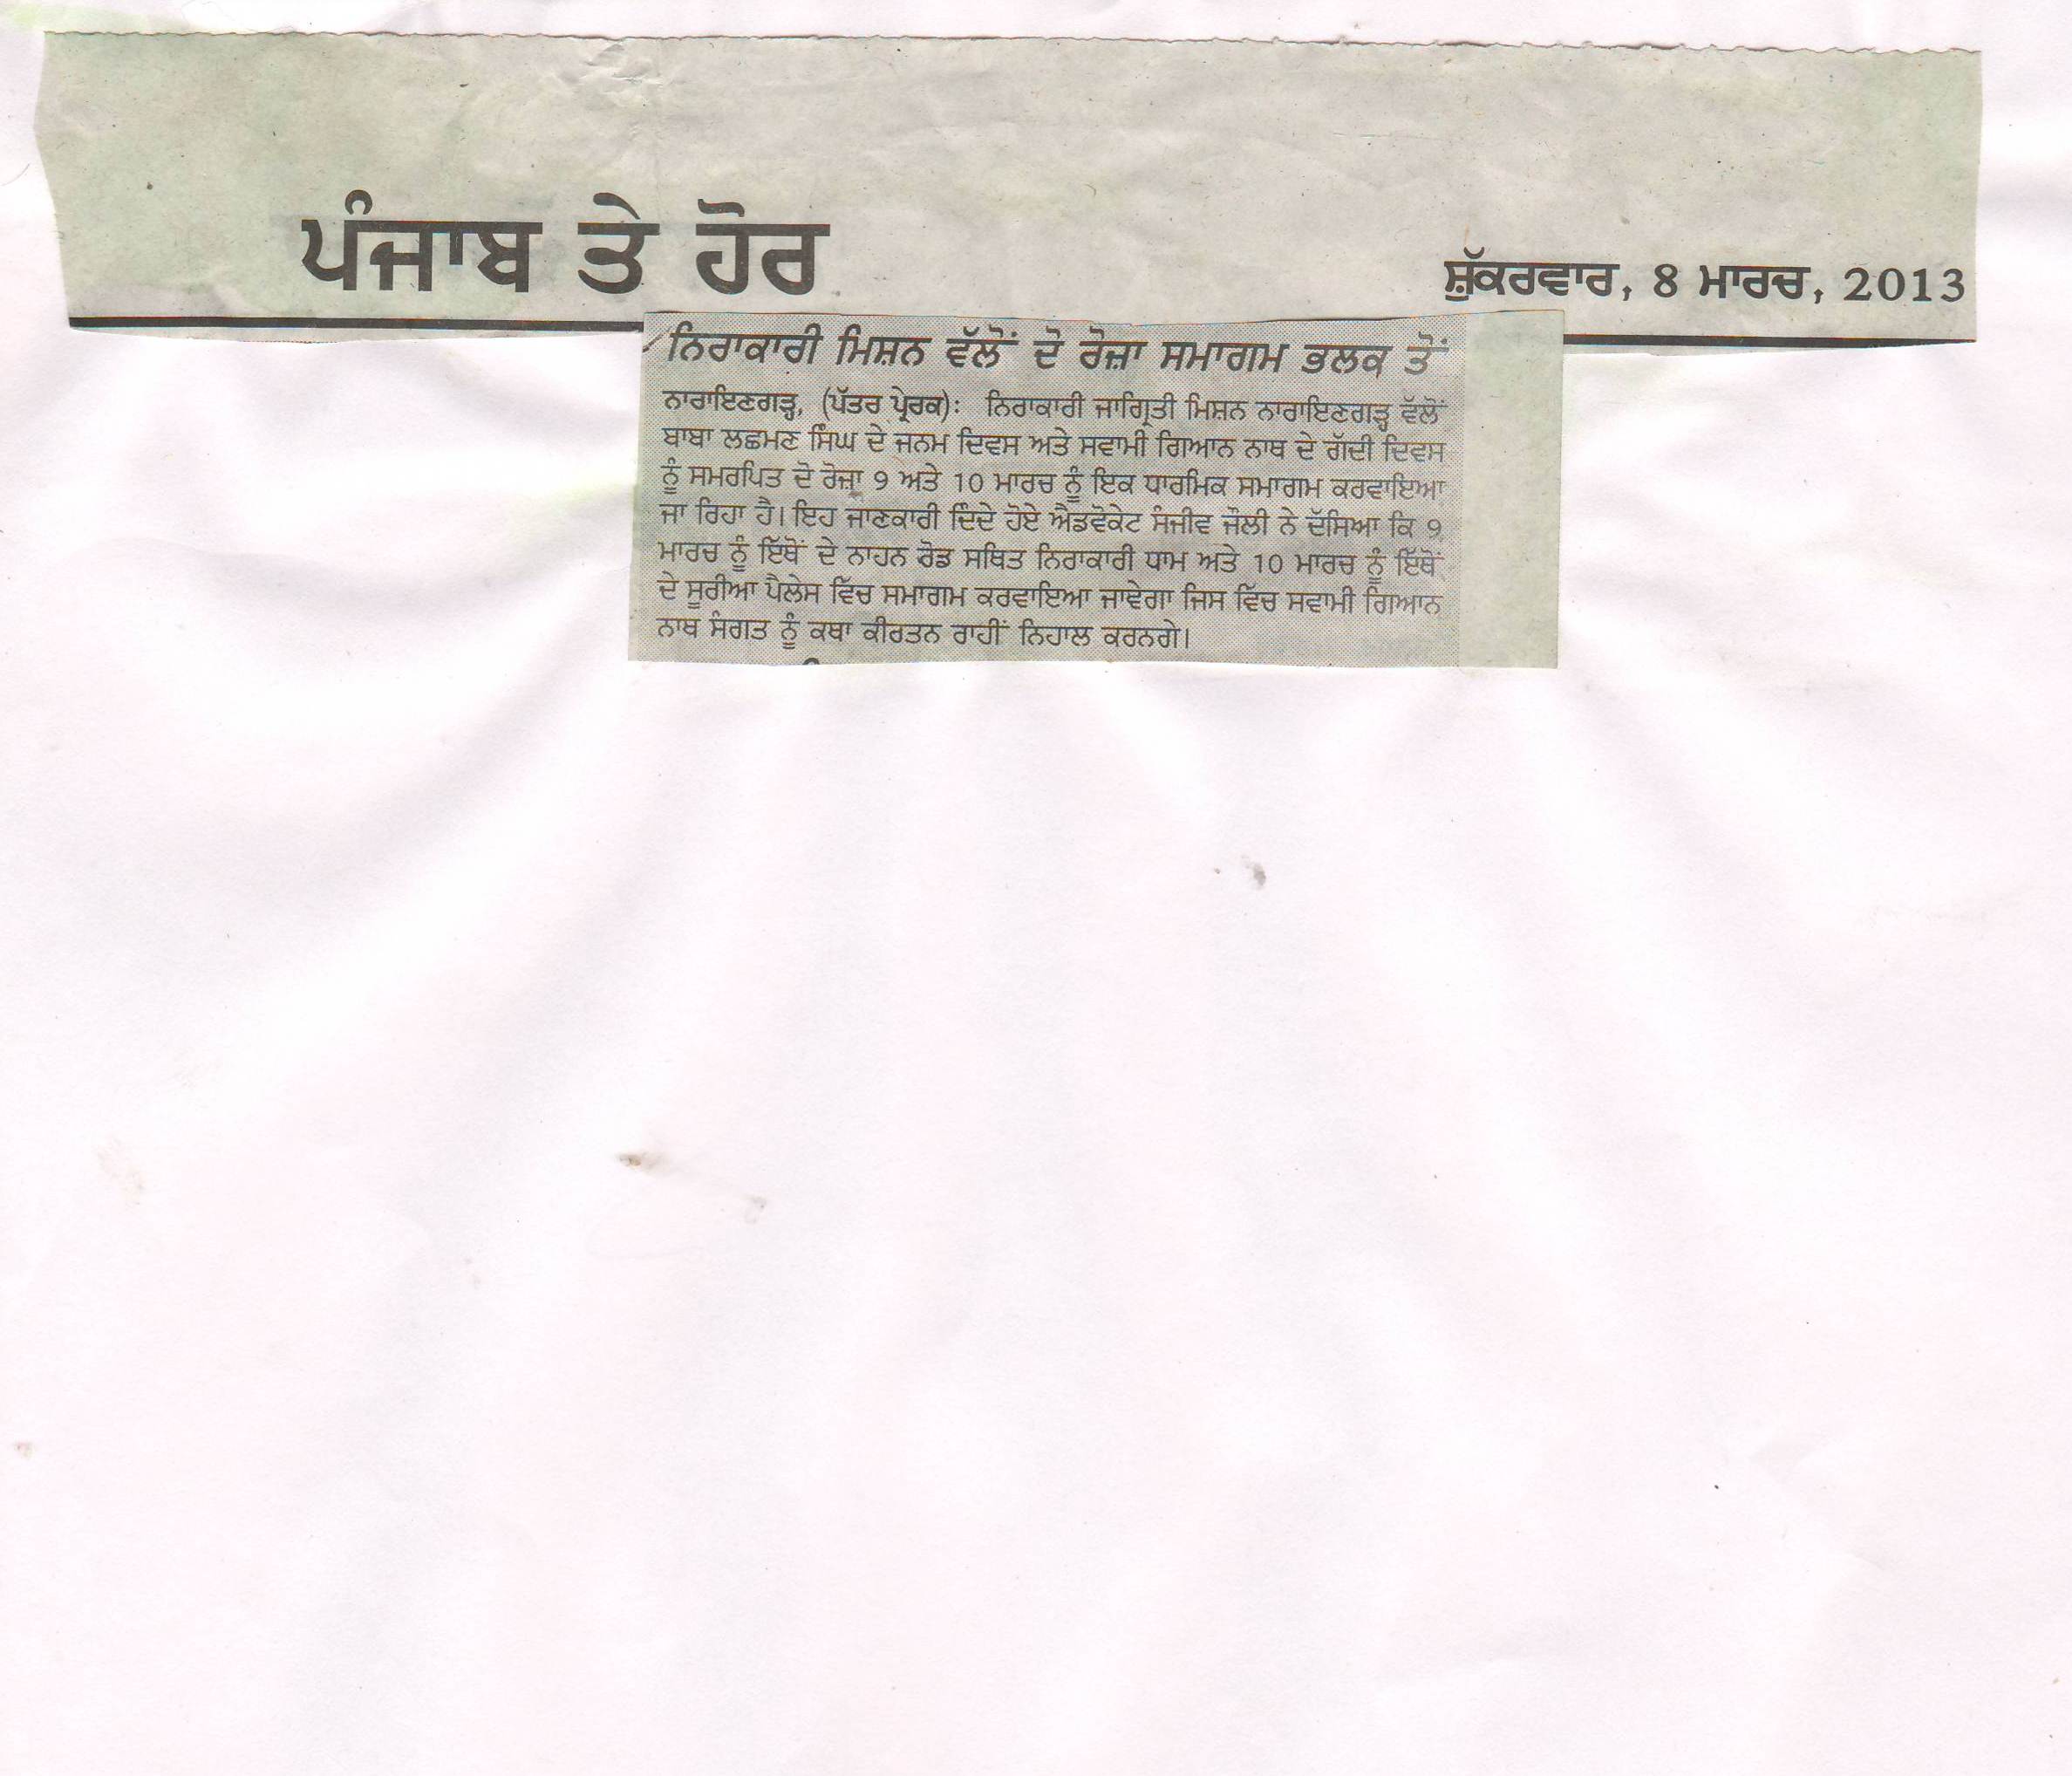 ਪੰਜਾਬ ਤੇ ਹੋਰ
ਸ਼ੁੱਕਰਵਾਰ, 8 ਮਾਰਚ, 2013
ਨਿਰਾਕਾਰੀ ਮਿਸ਼ਨ ਵੱਲੋਂ ਦੋ ਰੋਜ਼ਾ ਸਮਾਗਮ ਭਲਕ ਤੋਂ
ਨਾਰਾਇਣਗੜ੍ਹ, (ਪੱਤਰ ਪ੍ਰੇਰਕ): ਨਿਰਾਕਾਰੀ ਜਾਗ੍ਰਿਤੀ ਮਿਸ਼ਨ ਨਾਰਾਇਣਗੜ੍ਹ ਵੱਲੋਂ
ਬਾਬਾ ਲਛਮਣ ਸਿੰਘ ਦੇ ਜਨਮ ਦਿਵਸ ਅਤੇ ਸਵਾਮੀ ਗਿਆਨ ਨਾਥ ਦੇ ਗੱਦੀ ਦਿਵਸ
ਨੂੰ ਸਮਰਪਿਤ ਦੋ ਰੋਜ਼ਾ 9 ਅਤੇ 10 ਮਾਰਚ ਨੂੰ ਇਕ ਧਾਰਮਿਕ ਸਮਾਗਮ ਕਰਵਾਇਆ
ਜਾ ਰਿਹਾ ਹੈ। ਇਹ ਜਾਣਕਾਰੀ ਦਿੰਦੇ ਹੋਏ ਐਡਵੋਕੇਟ ਸੰਜੀਵ ਜੌਲੀ ਨੇ ਦੱਸਿਆ ਕਿ 9
ਮਾਰਚ ਨੂੰ ਇੱਥੋਂ ਦੇ ਨਾਹਨ ਰੋਡ ਸਥਿਤ ਨਿਰਾਕਾਰੀ ਧਾਮ ਅਤੇ 10 ਮਾਰਚ ਨੂੰ ਇੱਥੋਂ
ਦੇ ਸੂਰੀਆ ਪੈਲੇਸ ਵਿੱਚ ਸਮਾਗਮ ਕਰਵਾਇਆ ਜਾਵੇਗਾ ਜਿਸ ਵਿੱਚ ਸਵਾਮੀ ਗਿਆਨ
ਨਾਥ ਸੰਗਤ ਨੂੰ ਕਥਾ ਕੀਰਤਨ ਰਾਹੀਂ ਨਿਹਾਲ ਕਰਨਗੇ।